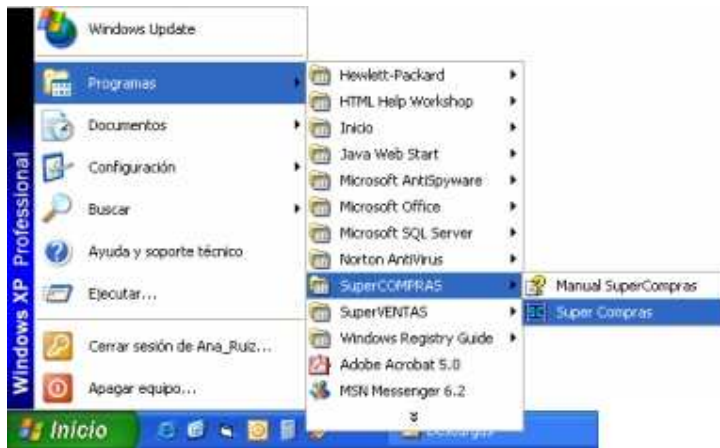 Windows XP Professional
Windows Update
Programas
Documentos
Configuración
Buscar
Ayuda y soporte técnico
Ejecutar...
Cerrar sesión de Ana_Ruiz...
Apagar equipo...
Hewlett-Packard
HTML Help Workshop
Inicio
Java Web Start
Microsoft AntiSpyware
Microsoft Office
Microsoft SQL Server
Norton AntiVirus
SuperCOMPRAS
SuperVENTAS
Windows Registry Guide
Adobe Acrobat 5.0
MSN Messenger 6.2
Manual SuperCompras
Super Compras
Inicio